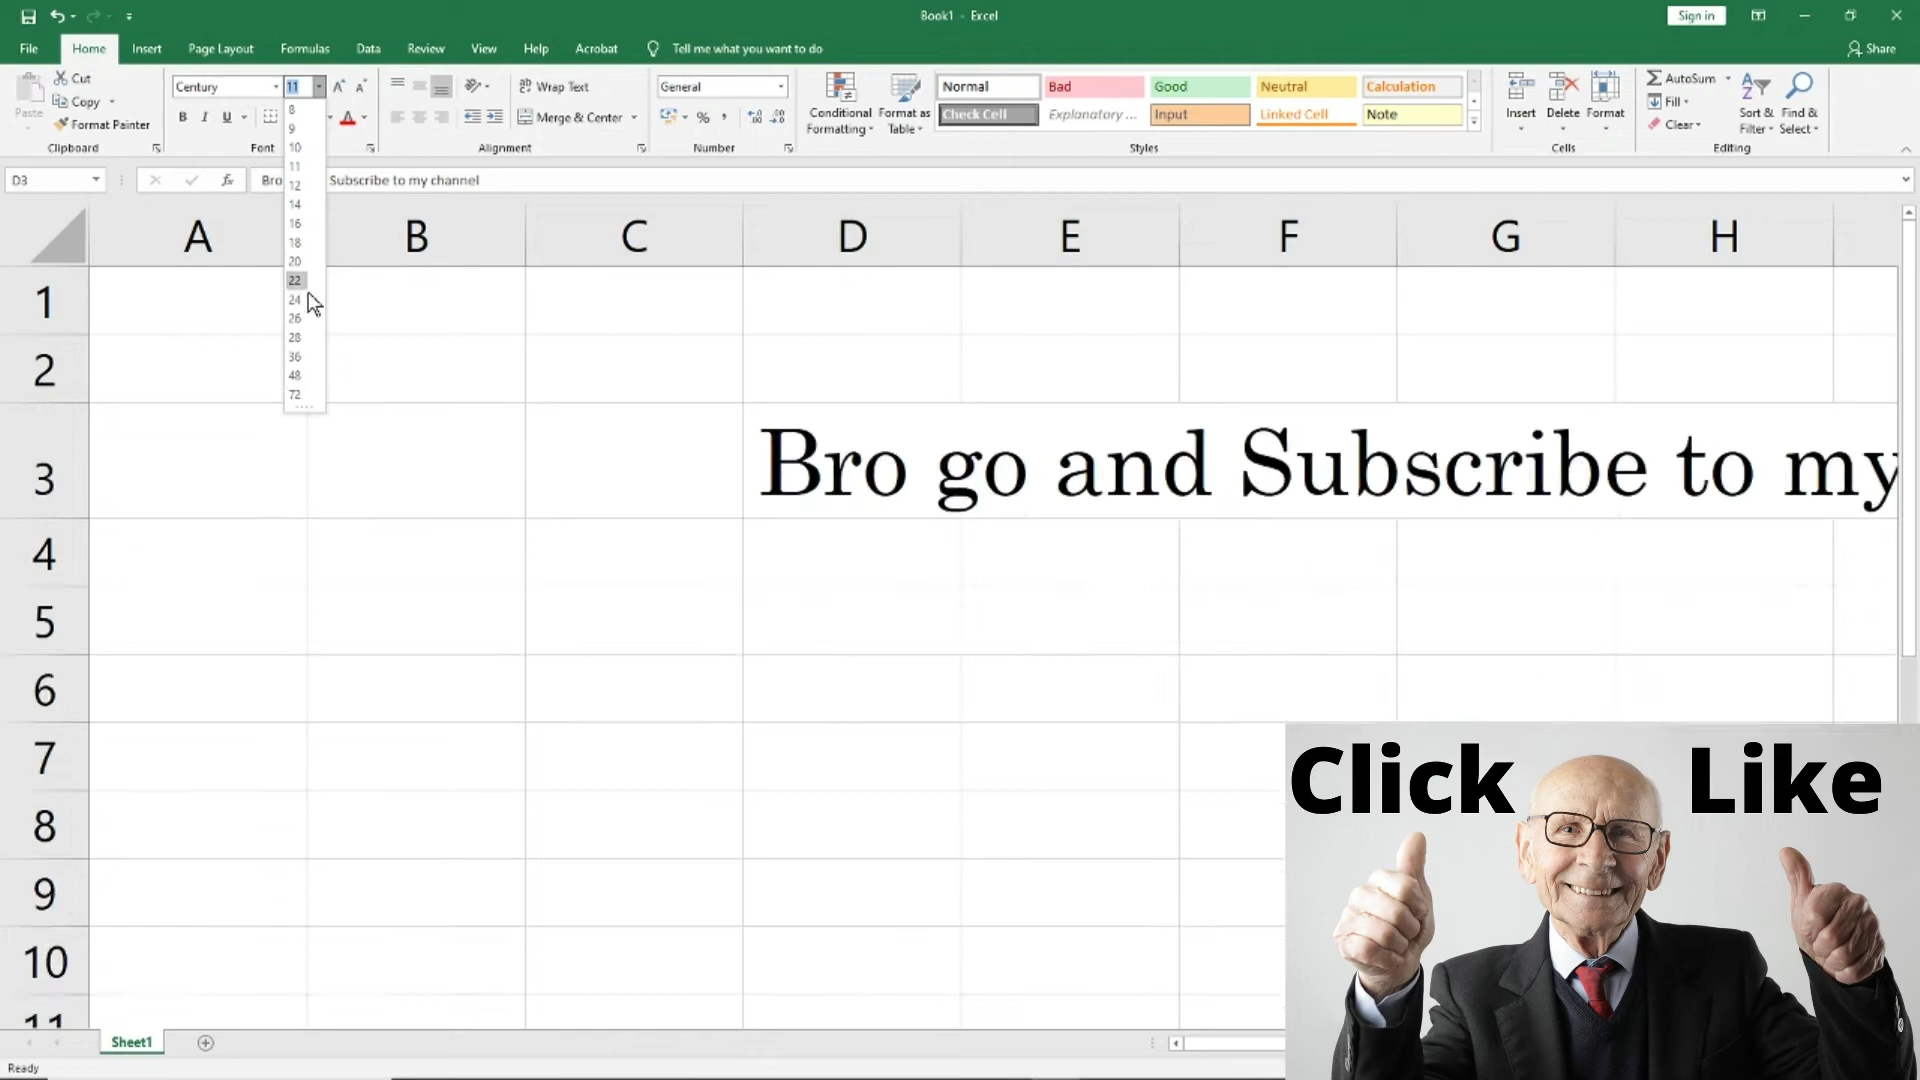 Book1 - Excel
Sign in
File Home Insert Page Layout Formulas Data Review View Help Acrobat Tell me what you want to do
Share
Paste
Cut
Copy
Format Painter
Clipboard
Century 11
B I U A
Font
Wrap Text
Merge & Center
Alignment
General
%
Number
Conditional Formatting
Format as Table
Normal Bad Good Neutral Calculation
Check Cell Explanatory ... Input Linked Cell Note
Styles
Insert Delete Format
Cells
AutoSum
Fill
Clear
Sort & Filter
Find & Select
Editing
8
9
10
11
12
14
16
18
20
22
24
26
28
36
48
72
D3 fx Bro Subscribe to my channel
A B C D E F G H
1
2
3 Bro go and Subscribe to my
4
5
6
7
8
9
10
11
Click Like
Sheet1
Ready